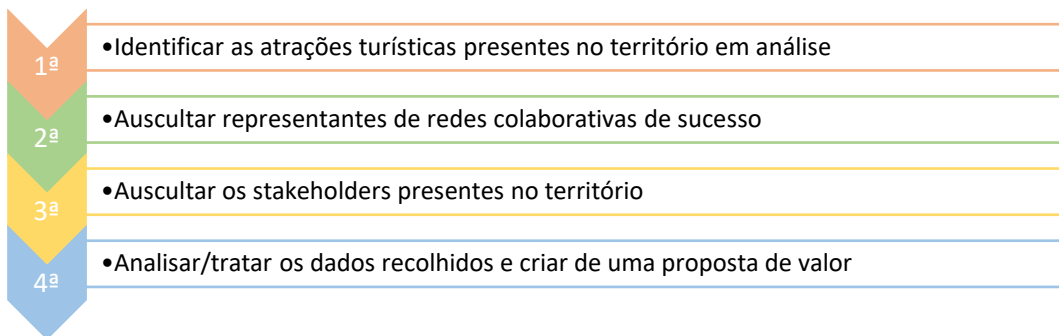 1ª
•Identificar as atrações turísticas presentes no território em análise
2ª
•Auscultar representantes de redes colaborativas de sucesso
3ª
•Auscultar os stakeholders presentes no território
4ª
•Analisar/tratar os dados recolhidos e criar de uma proposta de valor